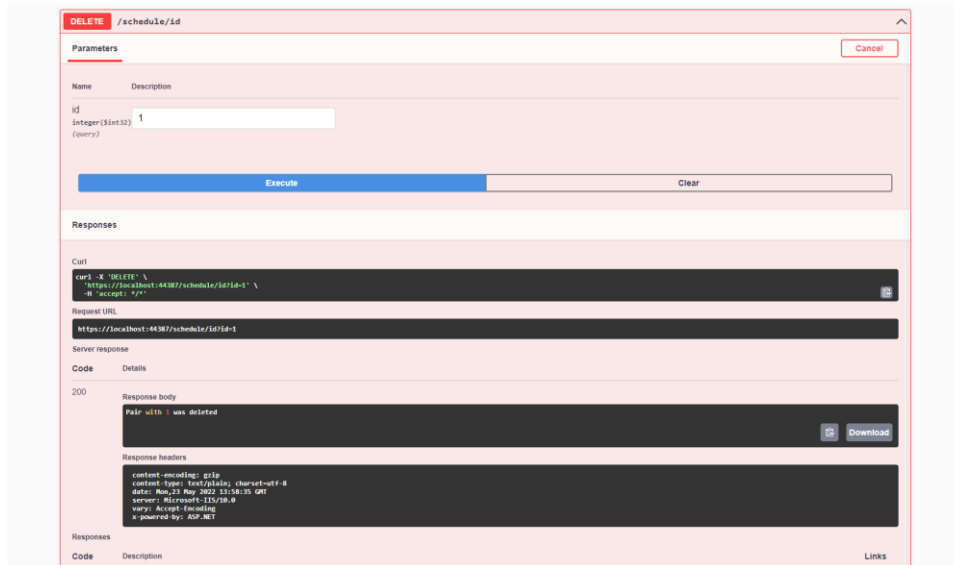 DELETE /schedule/id
Parameters
Cancel
Name Description
id
integer($int32)
(query)
1
Execute Clear
Responses
Curl
curl -X 'DELETE' \
'https://localhost:44387/schedule/id?id=1' \
-H 'accept: */*'
Request URL
https://localhost:44387/schedule/id?id=1
Server response
Code Details
200
Response body
Pair with 1 was deleted
Download
Response headers
content-encoding: gzip
content-type: text/plain; charset=utf-8
date: Mon,23 May 2022 13:58:35 GMT
server: Microsoft-IIS/10.0
vary: Accept-Encoding
x-powered-by: ASP.NET
Responses
Code Description Links